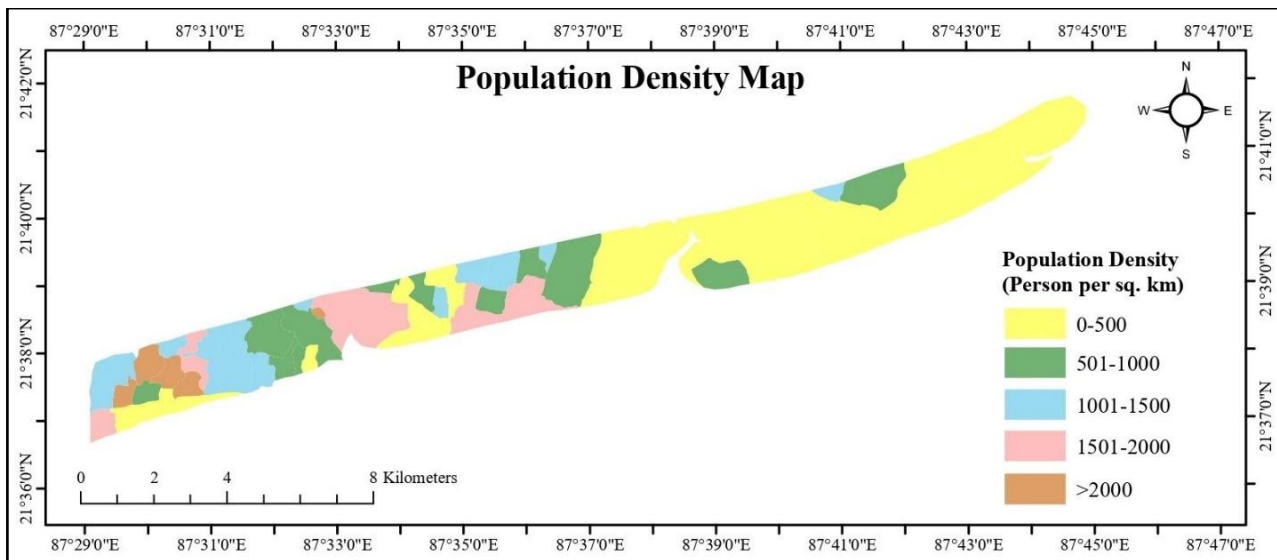 87°29'0"E 87°31'0"E 87°33'0"E 87°35'0"E 87°37'0"E 87°39'0"E 87°41'0"E 87°43'0"E 87°45'0"E 87°47'0"E
Population Density Map
N
W E
S
21°42'0"N
21°40'0"N
21°38'0"N
21°36'0"N
21°41'0"N
21°39'0"N
21°37'0"N
Population Density
(Person per sq. km)
0-500
501-1000
1001-1500
1501-2000
>2000
0 2 4 8 Kilometers
87°29'0"E 87°31'0"E 87°33'0"E 87°35'0"E 87°37'0"E 87°39'0"E 87°41'0"E 87°43'0"E 87°45'0"E 87°47'0"E